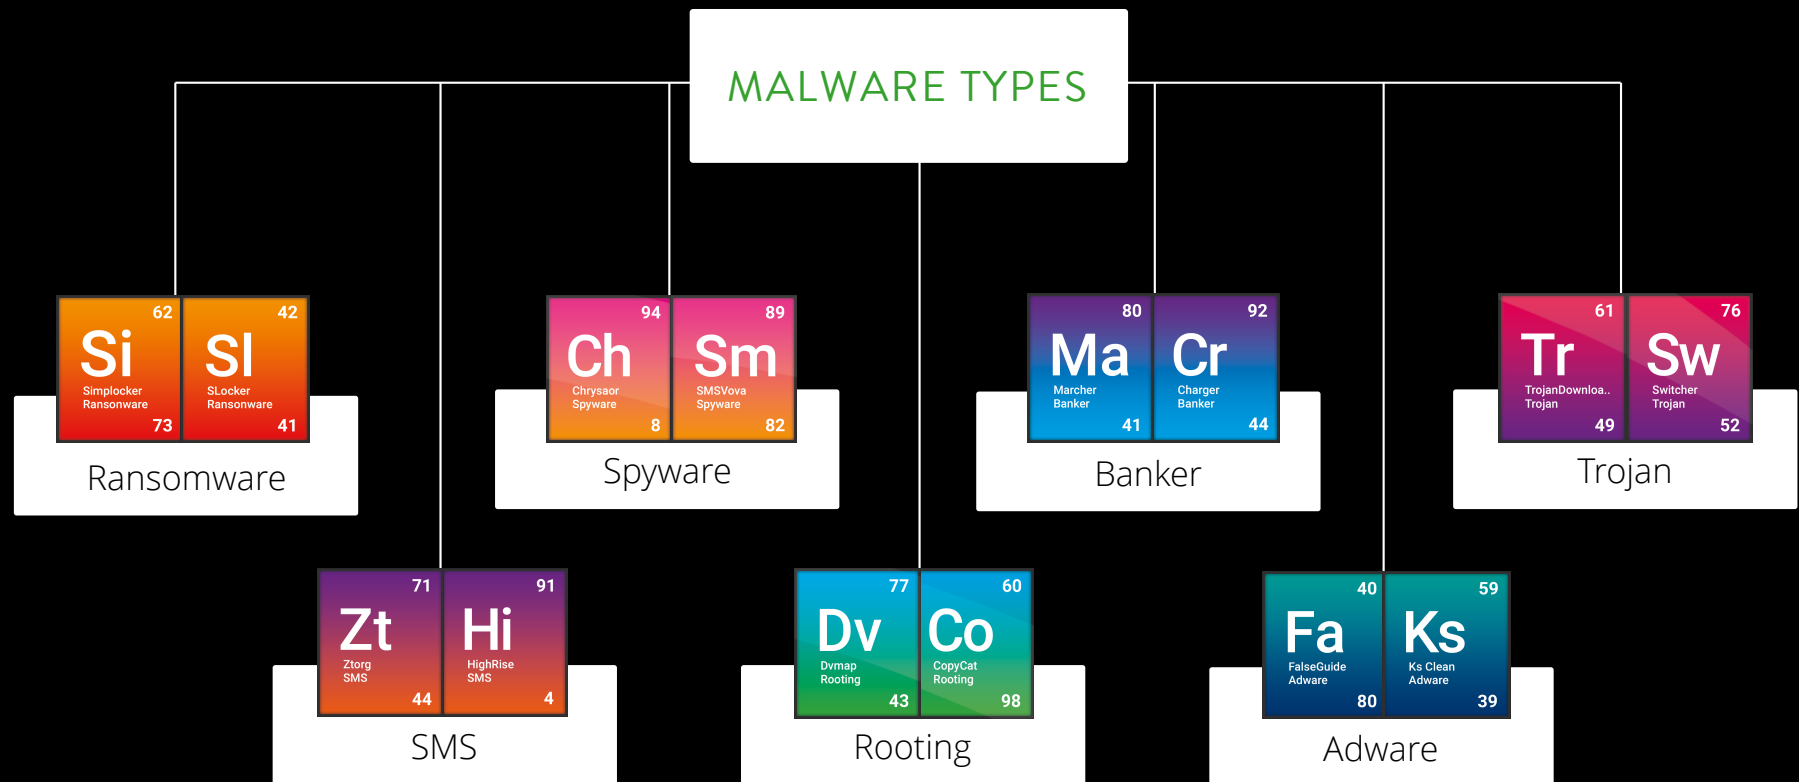 MALWARE TYPES
62
Si
Simplocker
Ransonware
73
42
Sl
SLocker
Ransonware
41
Ransomware
94
Ch
Chrysaor
Spyware
8
89
Sm
SMSVova
Spyware
82
Spyware
80
Ma
Marcher
Banker
41
92
Cr
Charger
Banker
44
Banker
61
Tr
TrojanDownloa..
Trojan
49
76
Sw
Switcher
Trojan
52
Trojan
71
Zt
Ztorg
SMS
44
91
Hi
HighRise
SMS
4
SMS
77
Dv
Dvmap
Rooting
43
60
Co
CopyCat
Rooting
98
Rooting
40
Fa
FalseGuide
Adware
80
59
Ks
Ks Clean
Adware
39
Adware